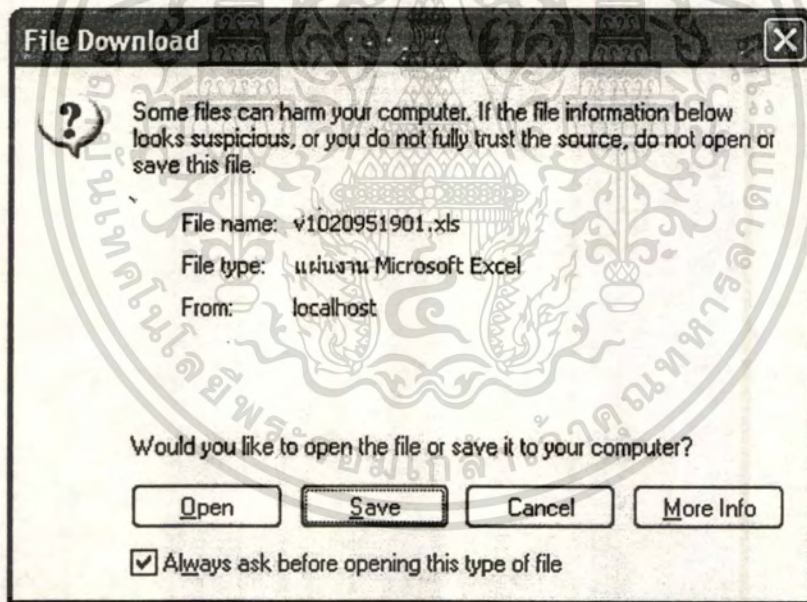 File Download
Some files can harm your computer. If the file information below
looks suspicious, or you do not fully trust the source, do not open or
save this file.
File name: v1020951901.xls
File type: แผ่นงาน Microsoft Excel
From: localhost
Would you like to open the file or save it to your computer?
Open Save Cancel More Info
Always ask before opening this type of file